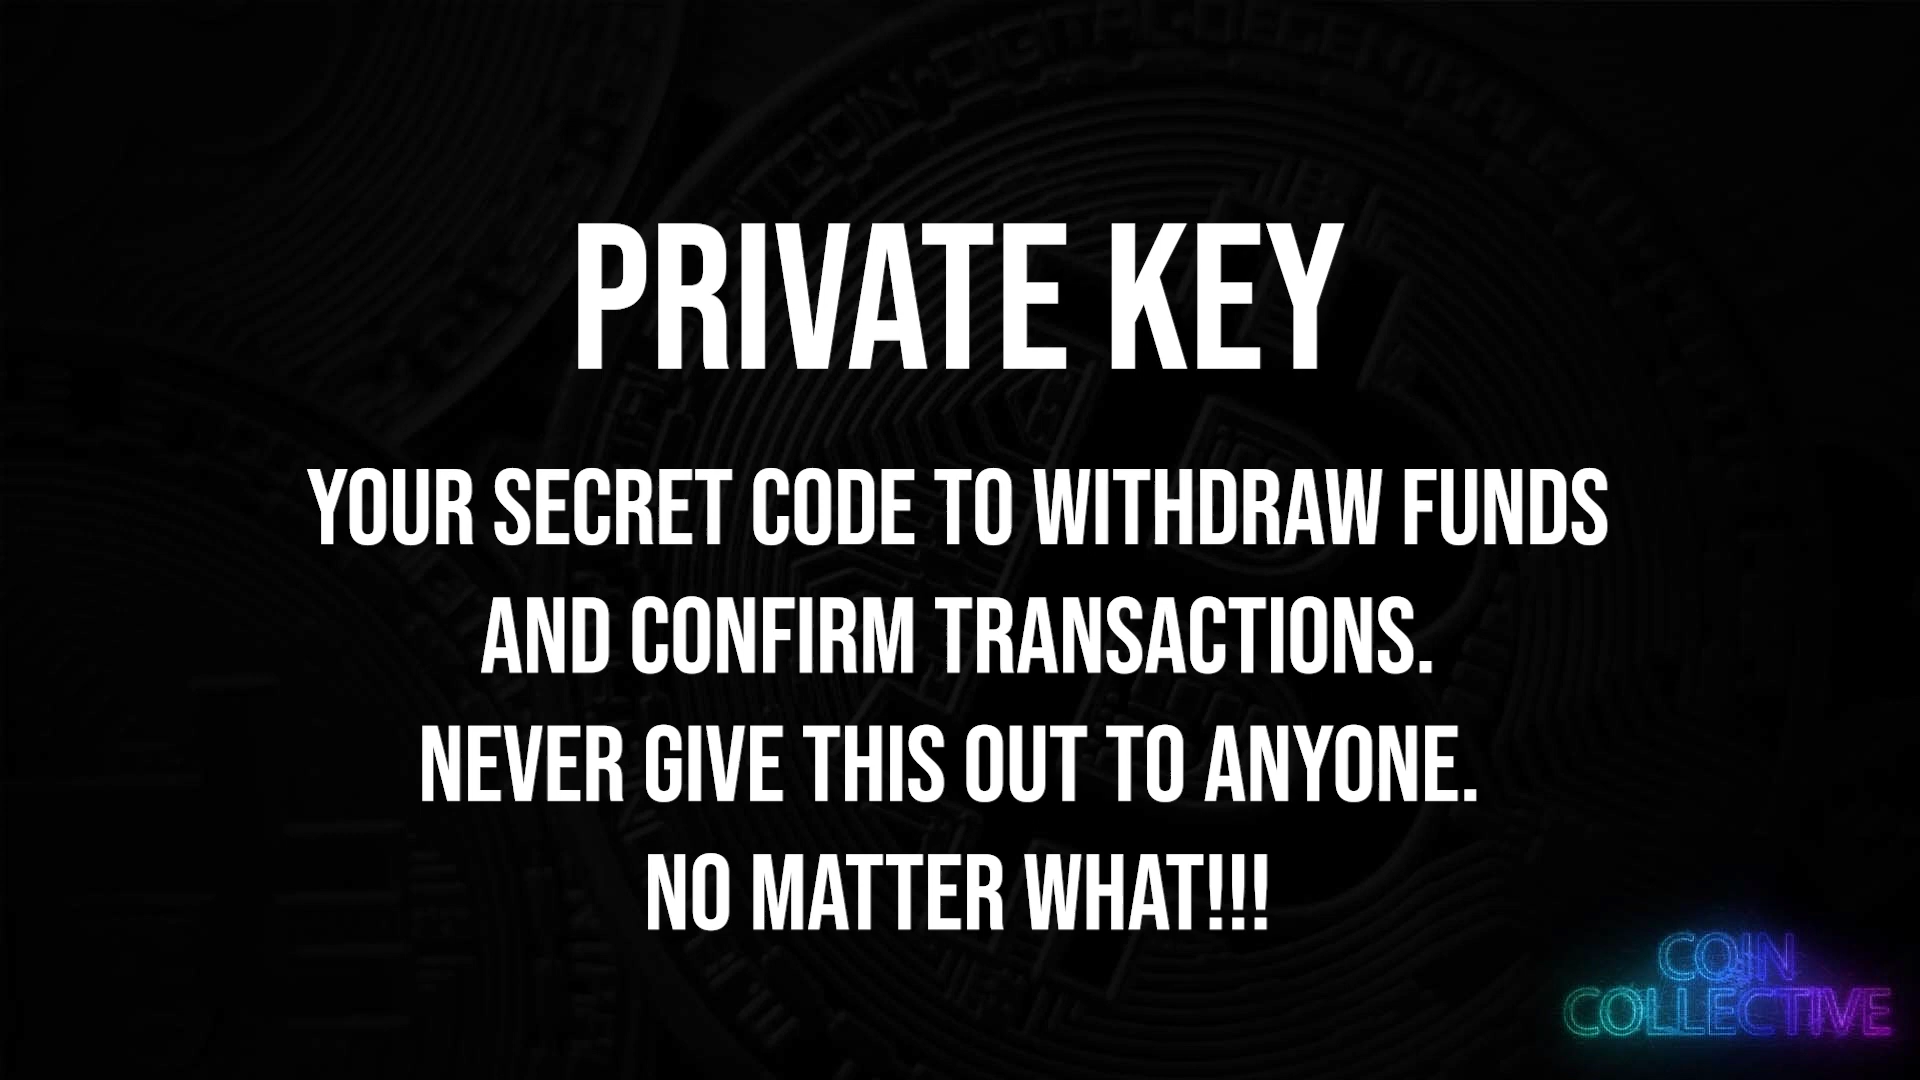 PRIVATE KEY
YOUR SECRET CODE TO WITHDRAW FUNDS
AND CONFIRM TRANSACTIONS.
NEVER GIVE THIS OUT TO ANYONE.
NO MATTER WHAT!!!
COIN
COLLECTIVE